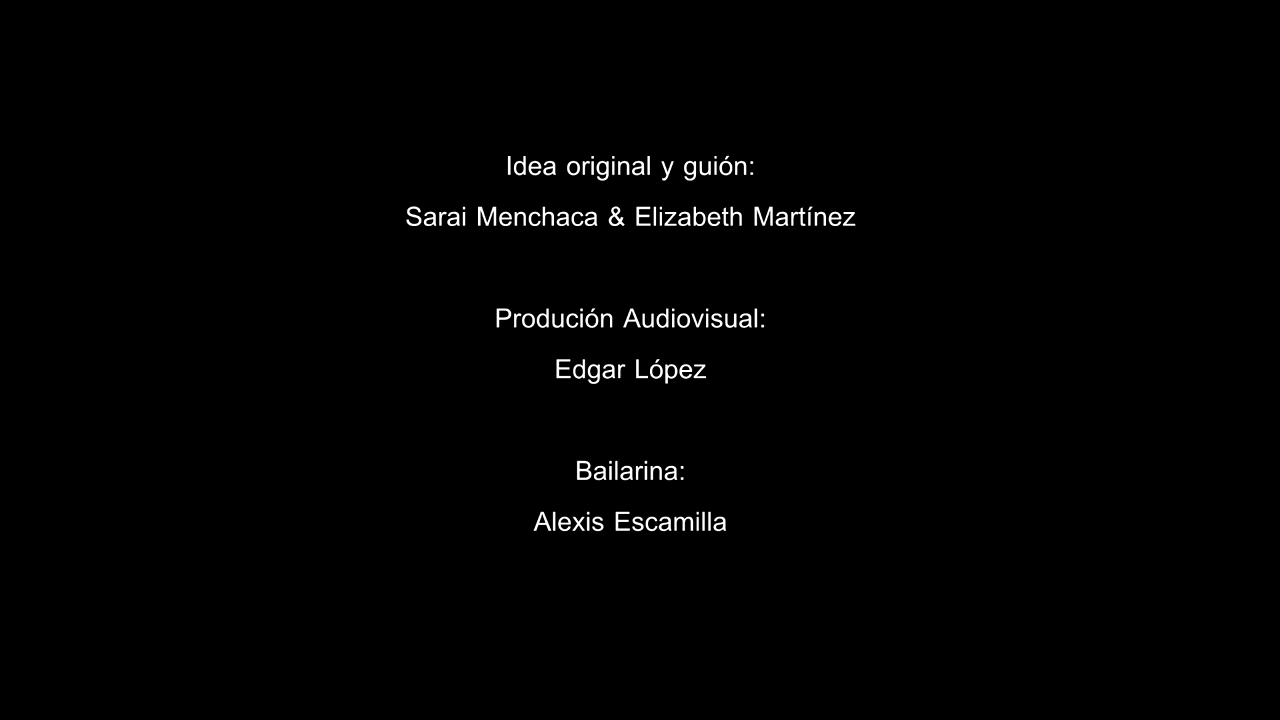 Idea original y guión:
Sarai Menchaca & Elizabeth Martínez
Produción Audiovisual:
Edgar López
Bailarina:
Alexis Escamilla